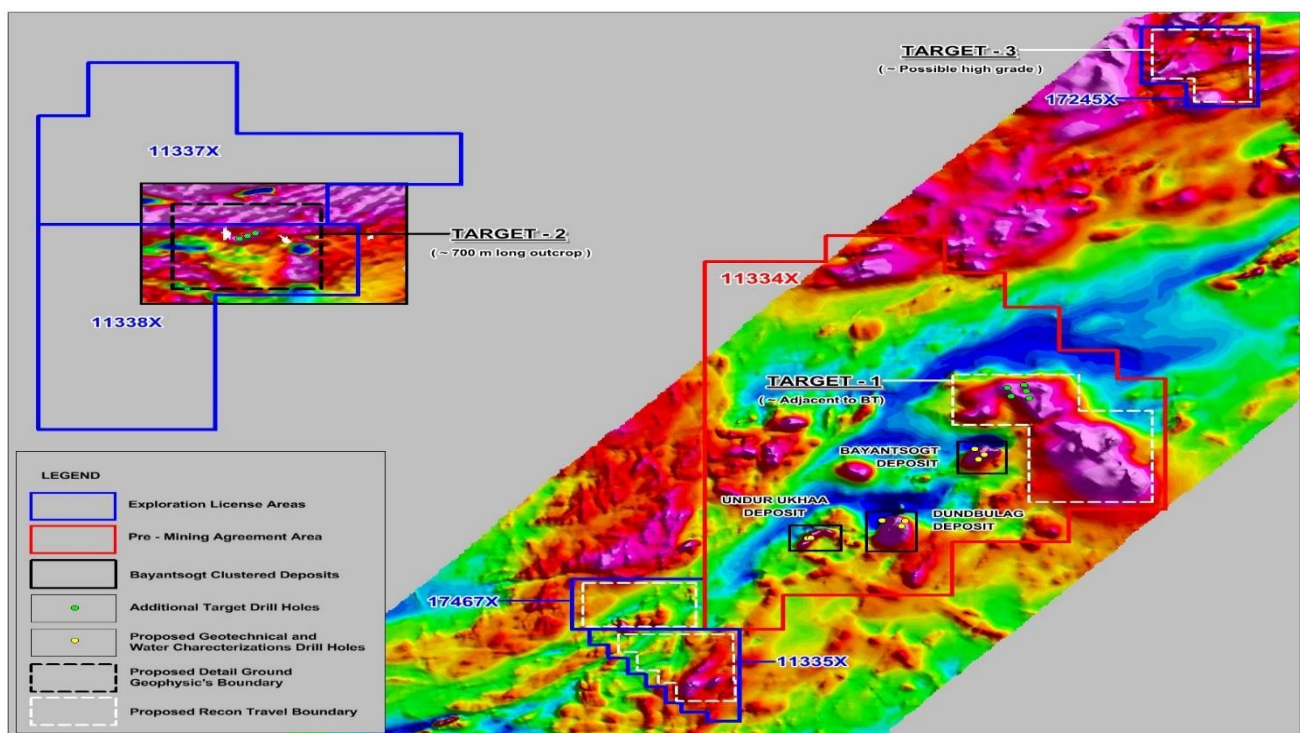 TARGET - 3
( ~ Possible high grade )
17245X
11337X
TARGET - 2
( ~ 700 m long outcrop )
11334X
11338X
TARGET - 1
( ~ Adjacent to BT)
BAYANTSOGT
DEPOSIT
UNDUR UKHAA
DEPOSIT
DUNDBULAG
DEPOSIT
17467X
11335X
LEGEND
Exploration License Areas
Pre - Mining Agreement Area
Bayantsogt Clustered Deposits
Additional Target Drill Holes
Proposed Geotechnical and
Water Charecterizations Drill Holes
Proposed Detail Ground
Geophysic's Boundary
Proposed Recon Travel Boundary